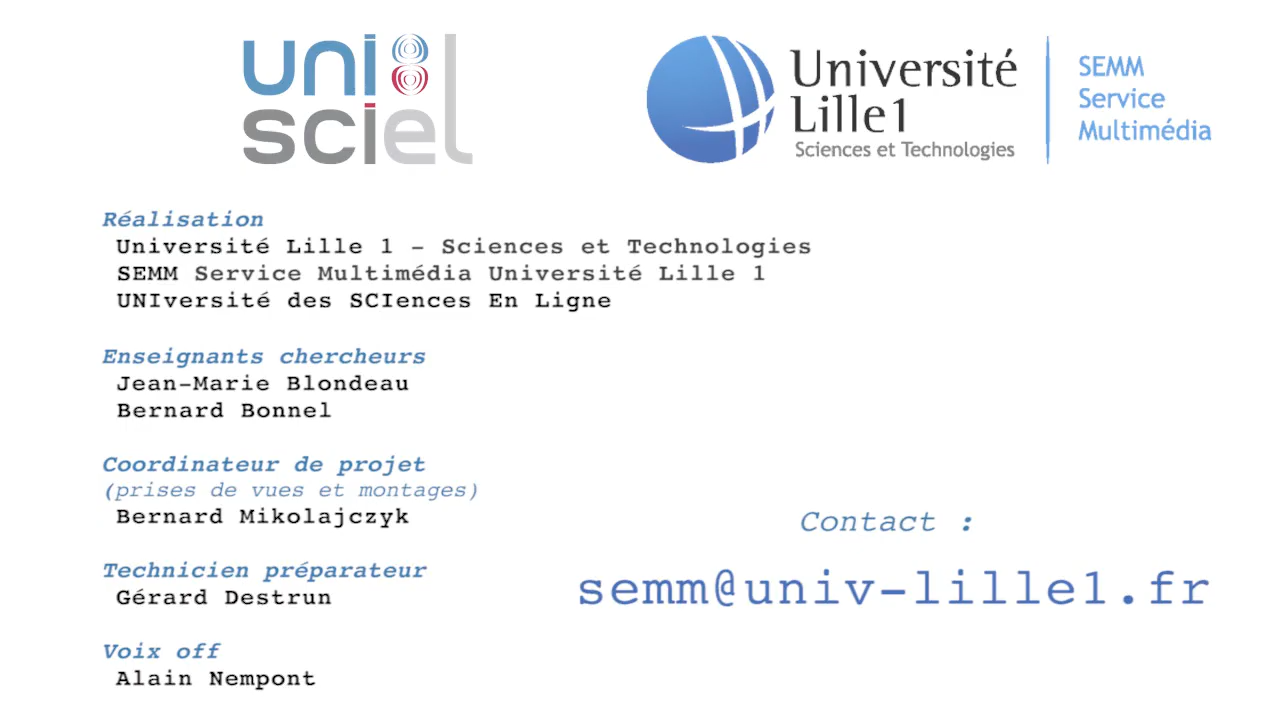 uni
sciel
Université
Lille1
Sciences et Technologies
SEMM
Service
Multimédia
Réalisation
Université Lille 1 - Sciences et Technologies
SEMM Service Multimédia Université Lille 1
UNIversité des SCIences En Ligne
Enseignants chercheurs
Jean-Marie Blondeau
Bernard Bonnel
Coordinateur de projet
(prises de vues et montages)
Bernard Mikolajczyk
Technicien préparateur
Gérard Destrun
Voix off
Alain Nempont
Contact :
semm@univ-lille1.fr